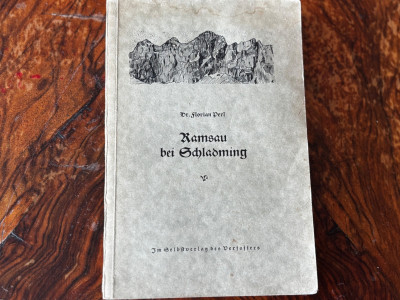 Dr. Florian Perl
Ramsau
bei Schladming
Im Selbstverlag des Verfassers